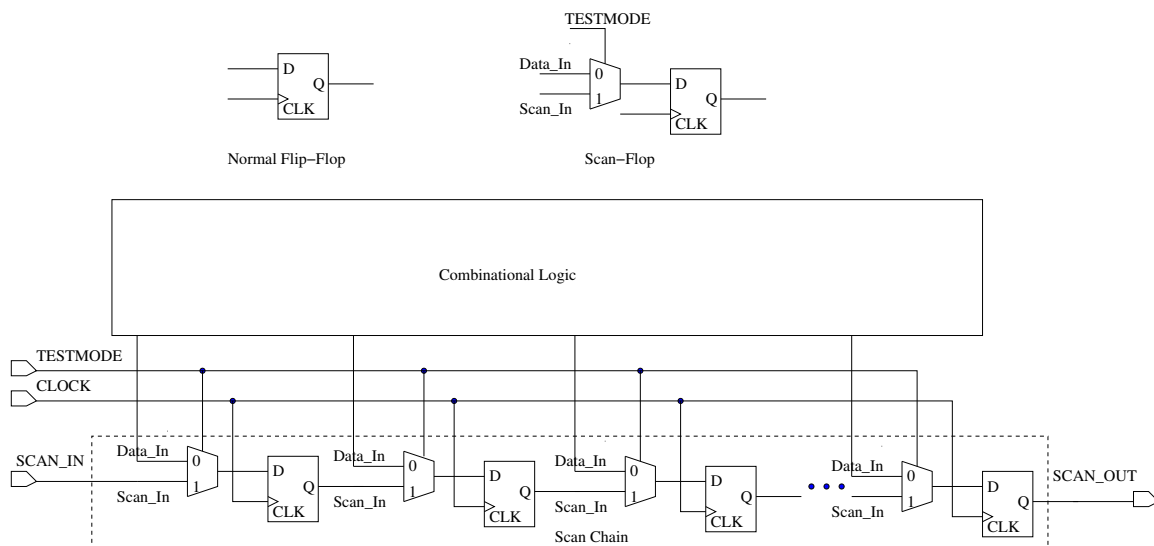 TESTMODE
D
Q
CLK
Data_In
Scan_In
0
1
D
Q
CLK
Normal Flip-Flop
Scan-Flop
Combinational Logic
TESTMODE
CLOCK
SCAN_IN
Data_In
Scan_In
0
1
D
Q
CLK
Data_In
Scan_In
0
1
D
Q
CLK
Data_In
Scan_In
0
1
D
Q
CLK
Data_In
Scan_In
0
1
D
Q
CLK
SCAN_OUT
Scan Chain